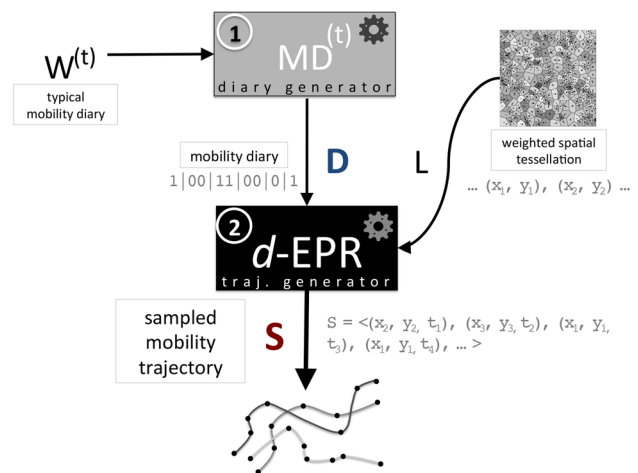 1
MD(t)
diary generator
W(t)
typical
mobility diary
weighted spatial
tessellation
... (x1, y1), (x2, y2) ...
mobility diary
D
1|00|11|00|0|1
L
2
d-EPR
traj. generator
sampled
mobility
trajectory
S
S = <(x2, y2, t1), (x3, y3, t2), (x1, y1,
t3), (x1, y1, t4), ... >